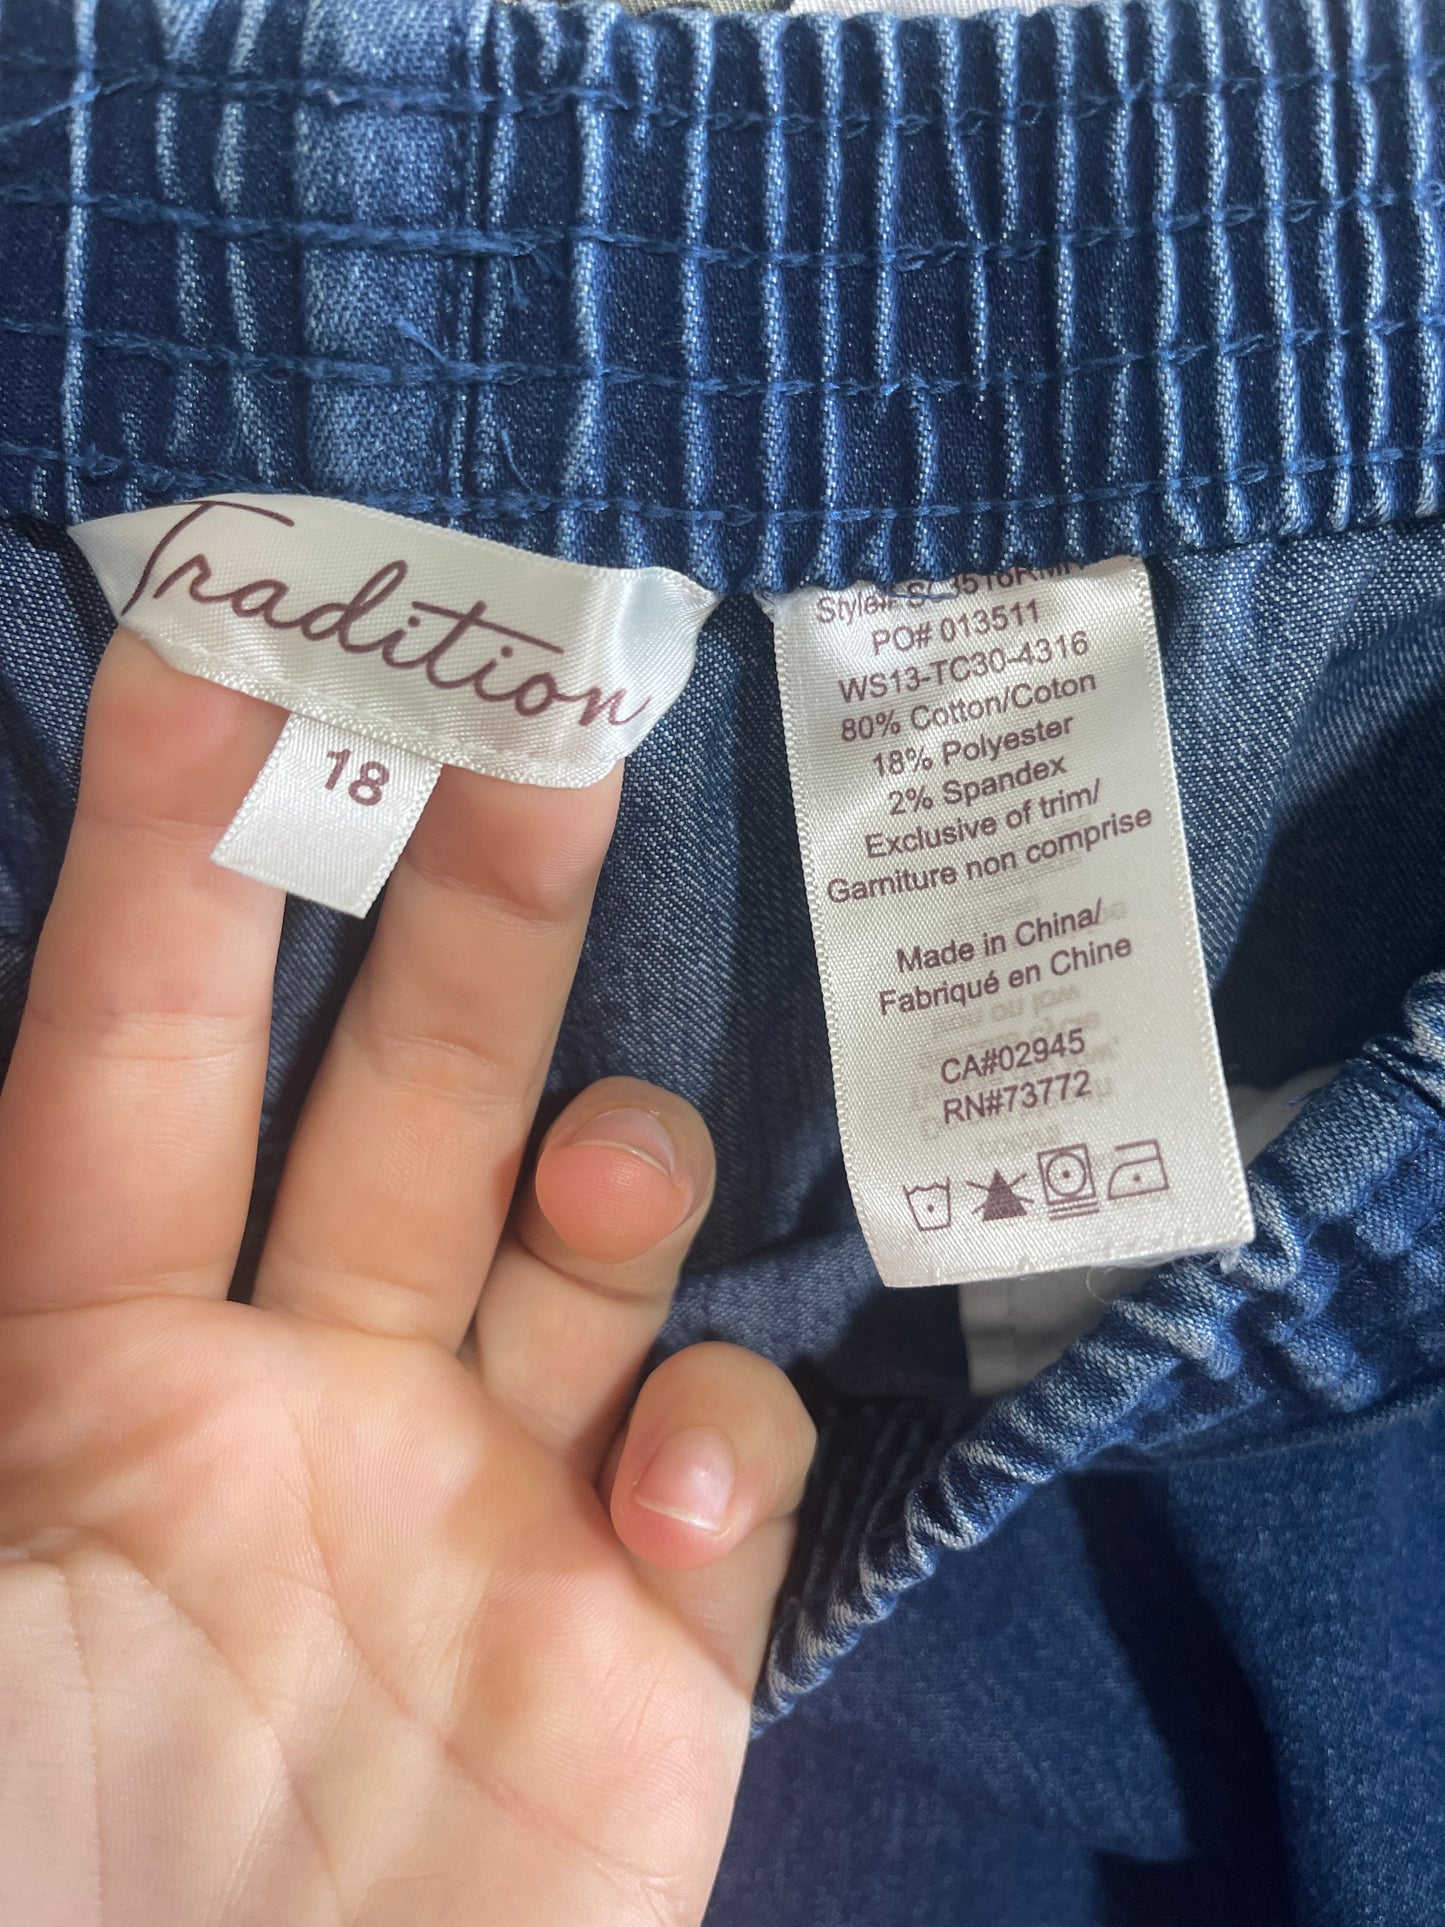 Tradition
18
Style#
PO# 013511
WS13-TC30-4316
80% Cotton/Coton
18% Polyester
2% Spandex
Exclusive of trim/
Garniture non comprise
Made in China/
Fabriqué en Chine
CA#02945
RN#73772